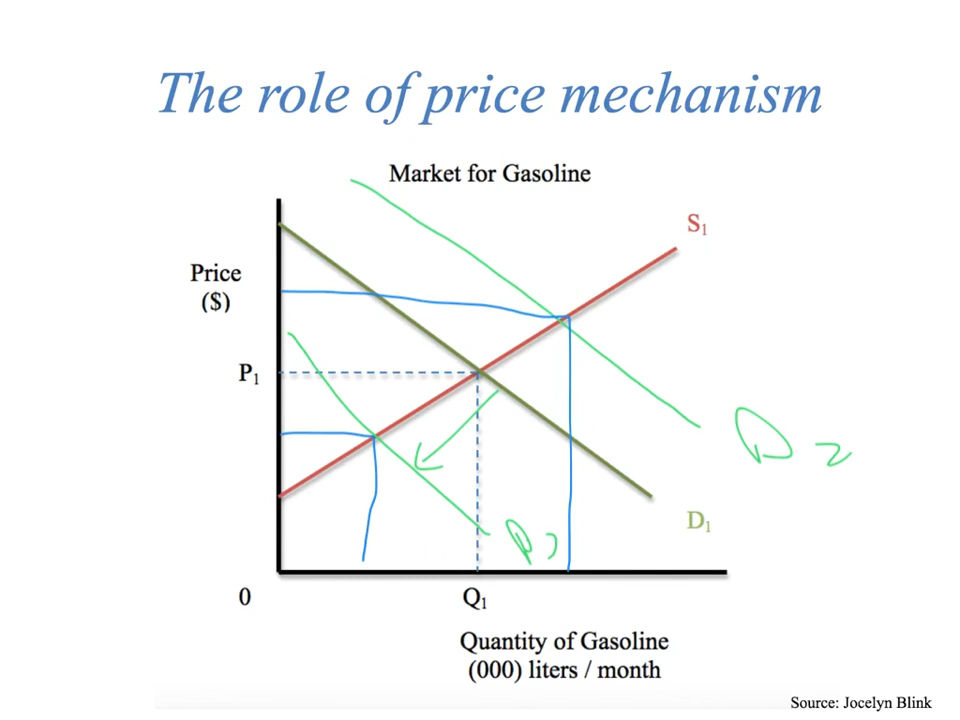 The role of price mechanism
Market for Gasoline
S₁
Price
($)
P₁
D 2
D₁
0
Q₁
Quantity of Gasoline
(000) liters / month
Source: Jocelyn Blink